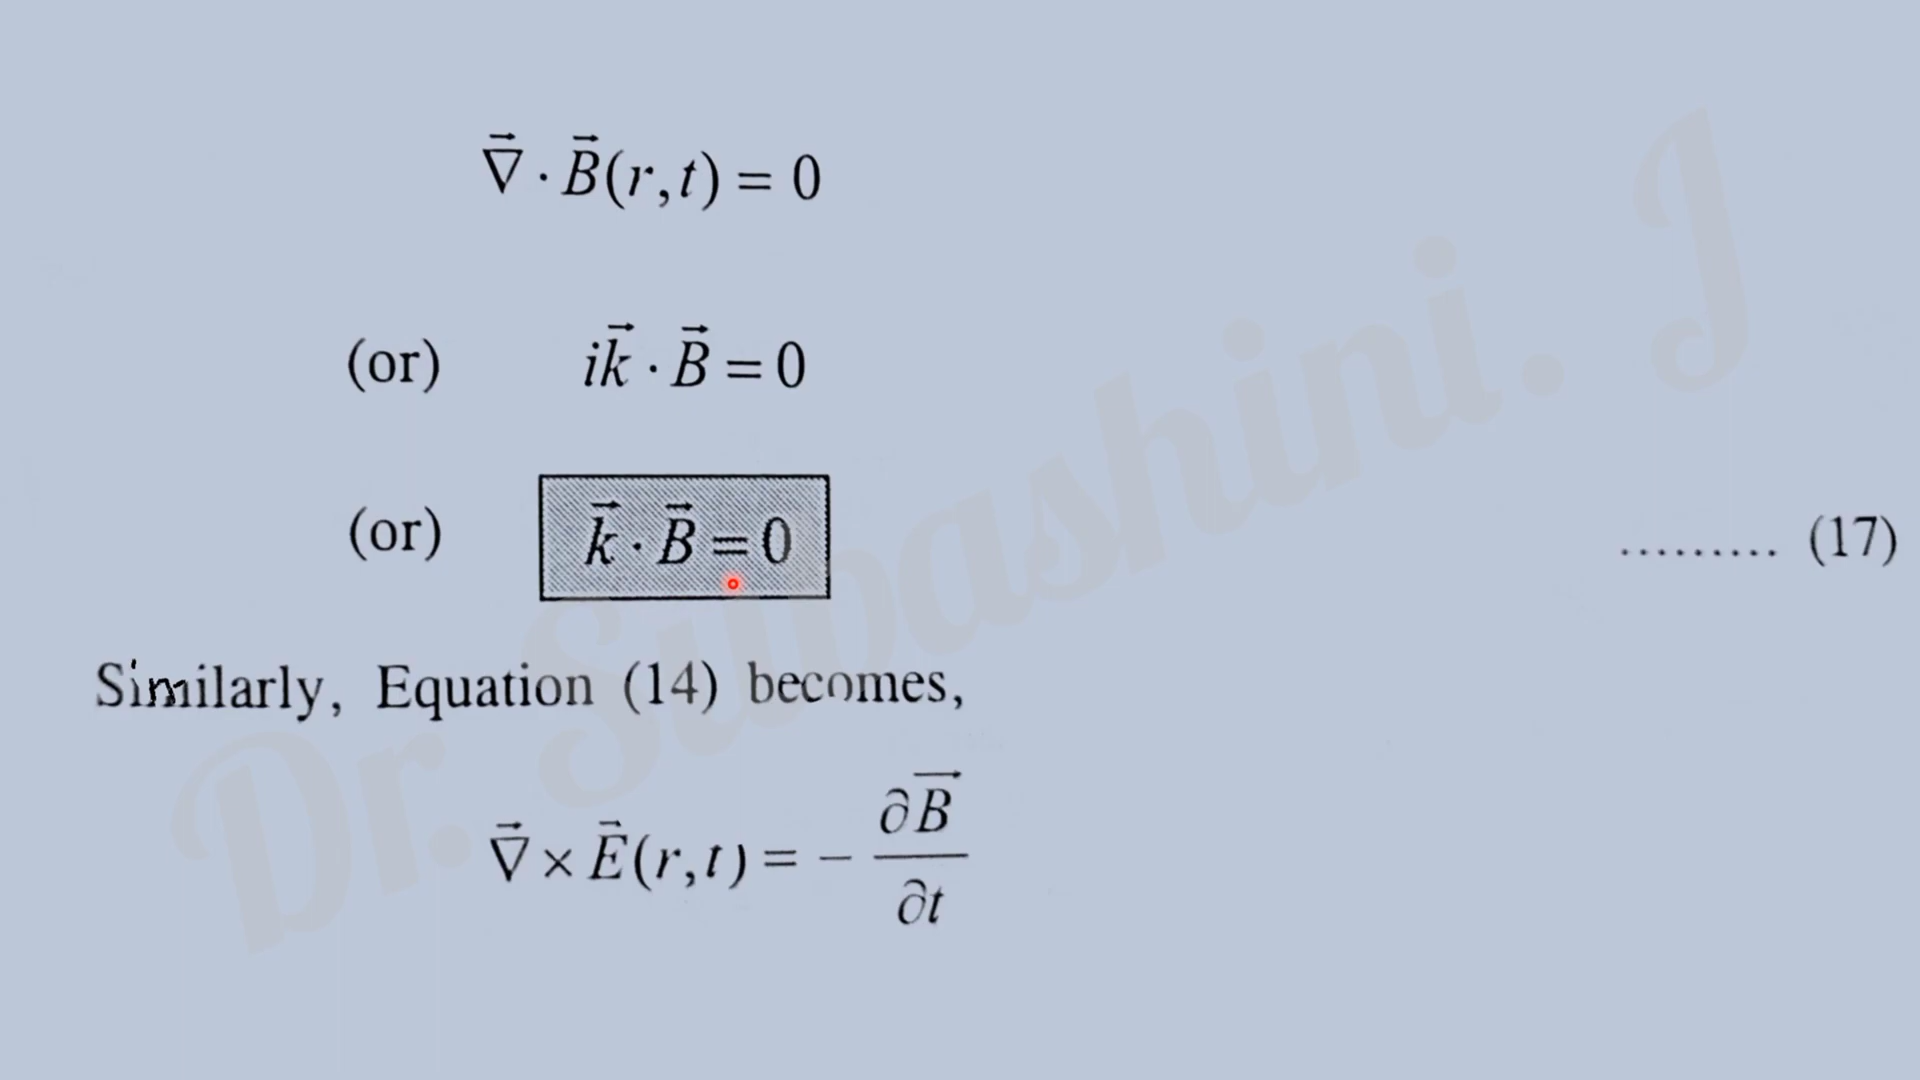 ∇⃗ · B⃗(r,t) = 0
(or) ik⃗ · B⃗ = 0
(or) k⃗ · B⃗ = 0 ......... (17)
Similarly, Equation (14) becomes,
∇⃗ × E⃗(r,t) = − ∂B⃗/∂t
Dr. Subashini. J